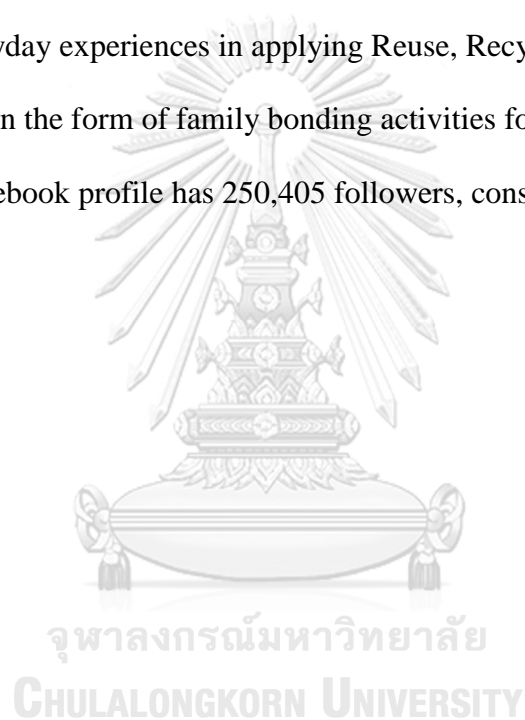 yday experiences in applying Reuse, Recy
n the form of family bonding activities fo
ebook profile has 250,405 followers, cons
จุฬาลงกรณ์มหาวิทยาลัย
CHULALONGKORN UNIVERSITY